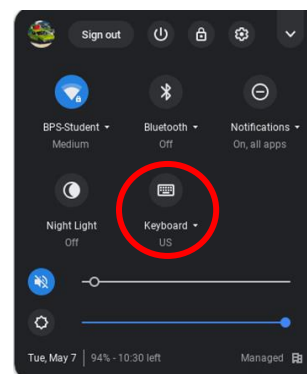 Sign out
BPS-Student Bluetooth Notifications
Medium Off On, all apps
Night Light Keyboard
Off US
Tue, May 7 94% - 10:30 left Managed